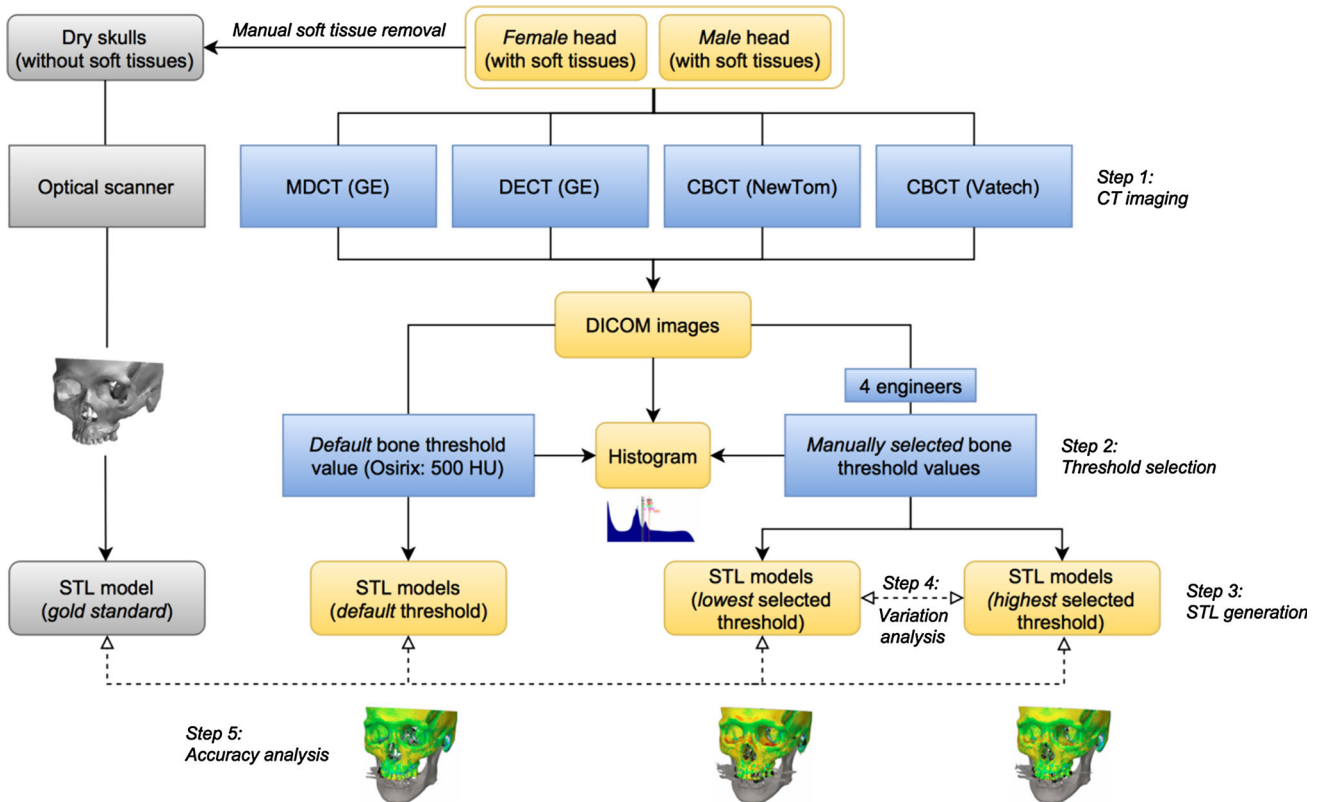 Dry skulls
(without soft tissues)
Manual soft tissue removal
Female head
(with soft tissues)
Male head
(with soft tissues)
Optical scanner
MDCT (GE)
DECT (GE)
CBCT (NewTom)
CBCT (Vatech)
Step 1:
CT imaging
DICOM images
4 engineers
Default bone threshold
value (Osirix: 500 HU)
Histogram
Manually selected bone
threshold values
Step 2:
Threshold selection
STL model
(gold standard)
STL models
(default threshold)
STL models
(lowest selected
threshold)
Step 4:
Variation
analysis
STL models
(highest selected
threshold)
Step 3:
STL generation
Step 5:
Accuracy analysis